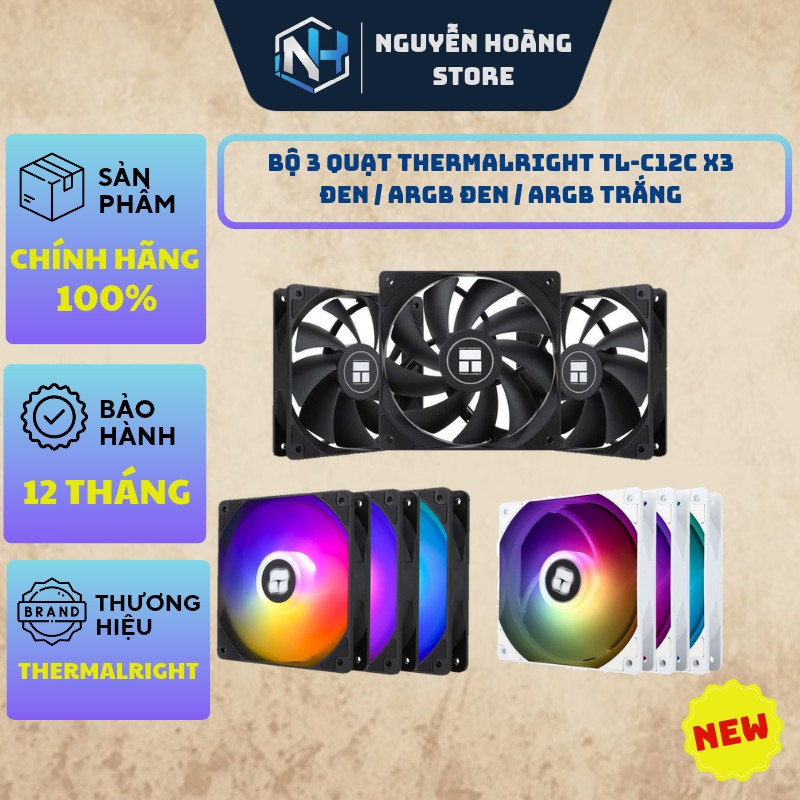 NH
NGUYỄN HOÀNG
STORE
BỘ 3 QUẠT THERMALRIGHT TL-C12C X3
ĐEN / ARGB ĐEN / ARGB TRẮNG
SẢN
PHẨM
CHÍNH HÃNG
100%
BẢO
HÀNH
12 THÁNG
BRAND
THƯƠNG
HIỆU
THERMALRIGHT
NEW